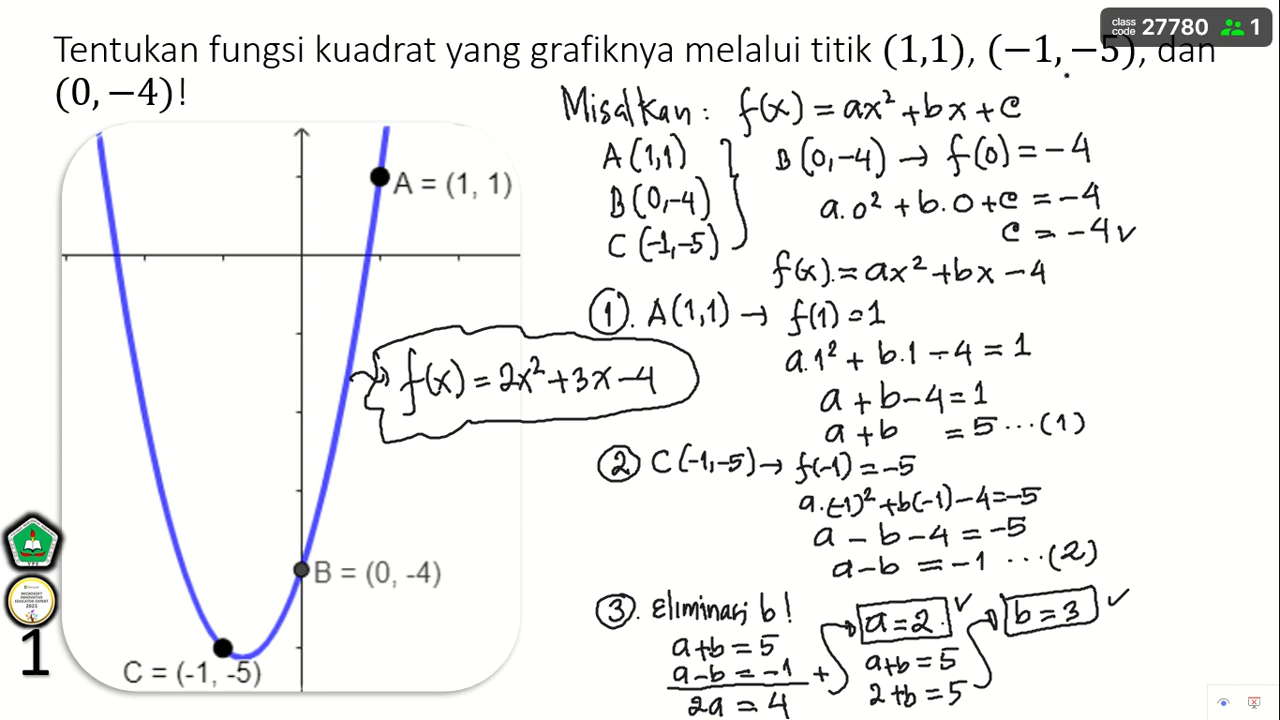 class code 27780 1
Tentukan fungsi kuadrat yang grafiknya melalui titik (1,1), (−1,−5), dan
(0,−4)!
Misalkan: f(x) = ax² + bx + c
A(1,1)
B(0,-4)
C(-1,-5)
B(0,-4) → f(0) = -4
a.0² + b.0 + c = -4
c = -4 ✓
f(x) = ax² + bx - 4
① . A(1,1) → f(1) = 1
a.1² + b.1 - 4 = 1
a + b - 4 = 1
a + b = 5 ... (1)
② C(-1,-5) → f(-1) = -5
a.(-1)² + b(-1) - 4 = -5
a - b - 4 = -5
a - b = -1 ... (2)
③ . Eliminasi b!
a+b = 5
a-b = -1 +
2a = 4
a = 2 ✓
a+b = 5
2+b = 5
b = 3 ✓
f(x) = 2x² + 3x - 4
A = (1, 1)
B = (0, -4)
C = (-1, -5)
1